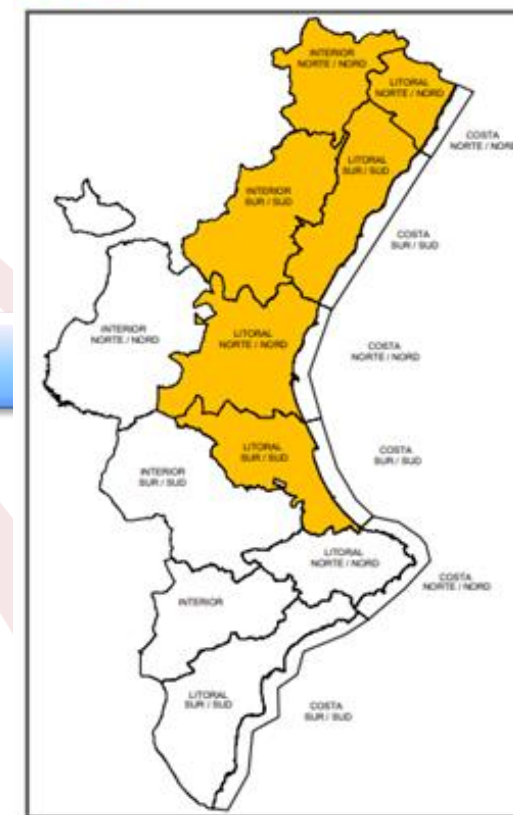 INTERIOR
NORTE / NORD
LITORAL
NORTE / NORD
COSTA
NORTE / NORD
LITORAL
SUR / SUD
INTERIOR
SUR / SUD
COSTA
SUR / SUD
INTERIOR
NORTE / NORD
LITORAL
NORTE / NORD
COSTA
NORTE / NORD
LITORAL
SUR / SUD
COSTA
SUR / SUD
INTERIOR
SUR / SUD
LITORAL
NORTE / NORD
COSTA
NORTE / NORD
INTERIOR
LITORAL
SUR / SUD
COSTA
SUR / SUD